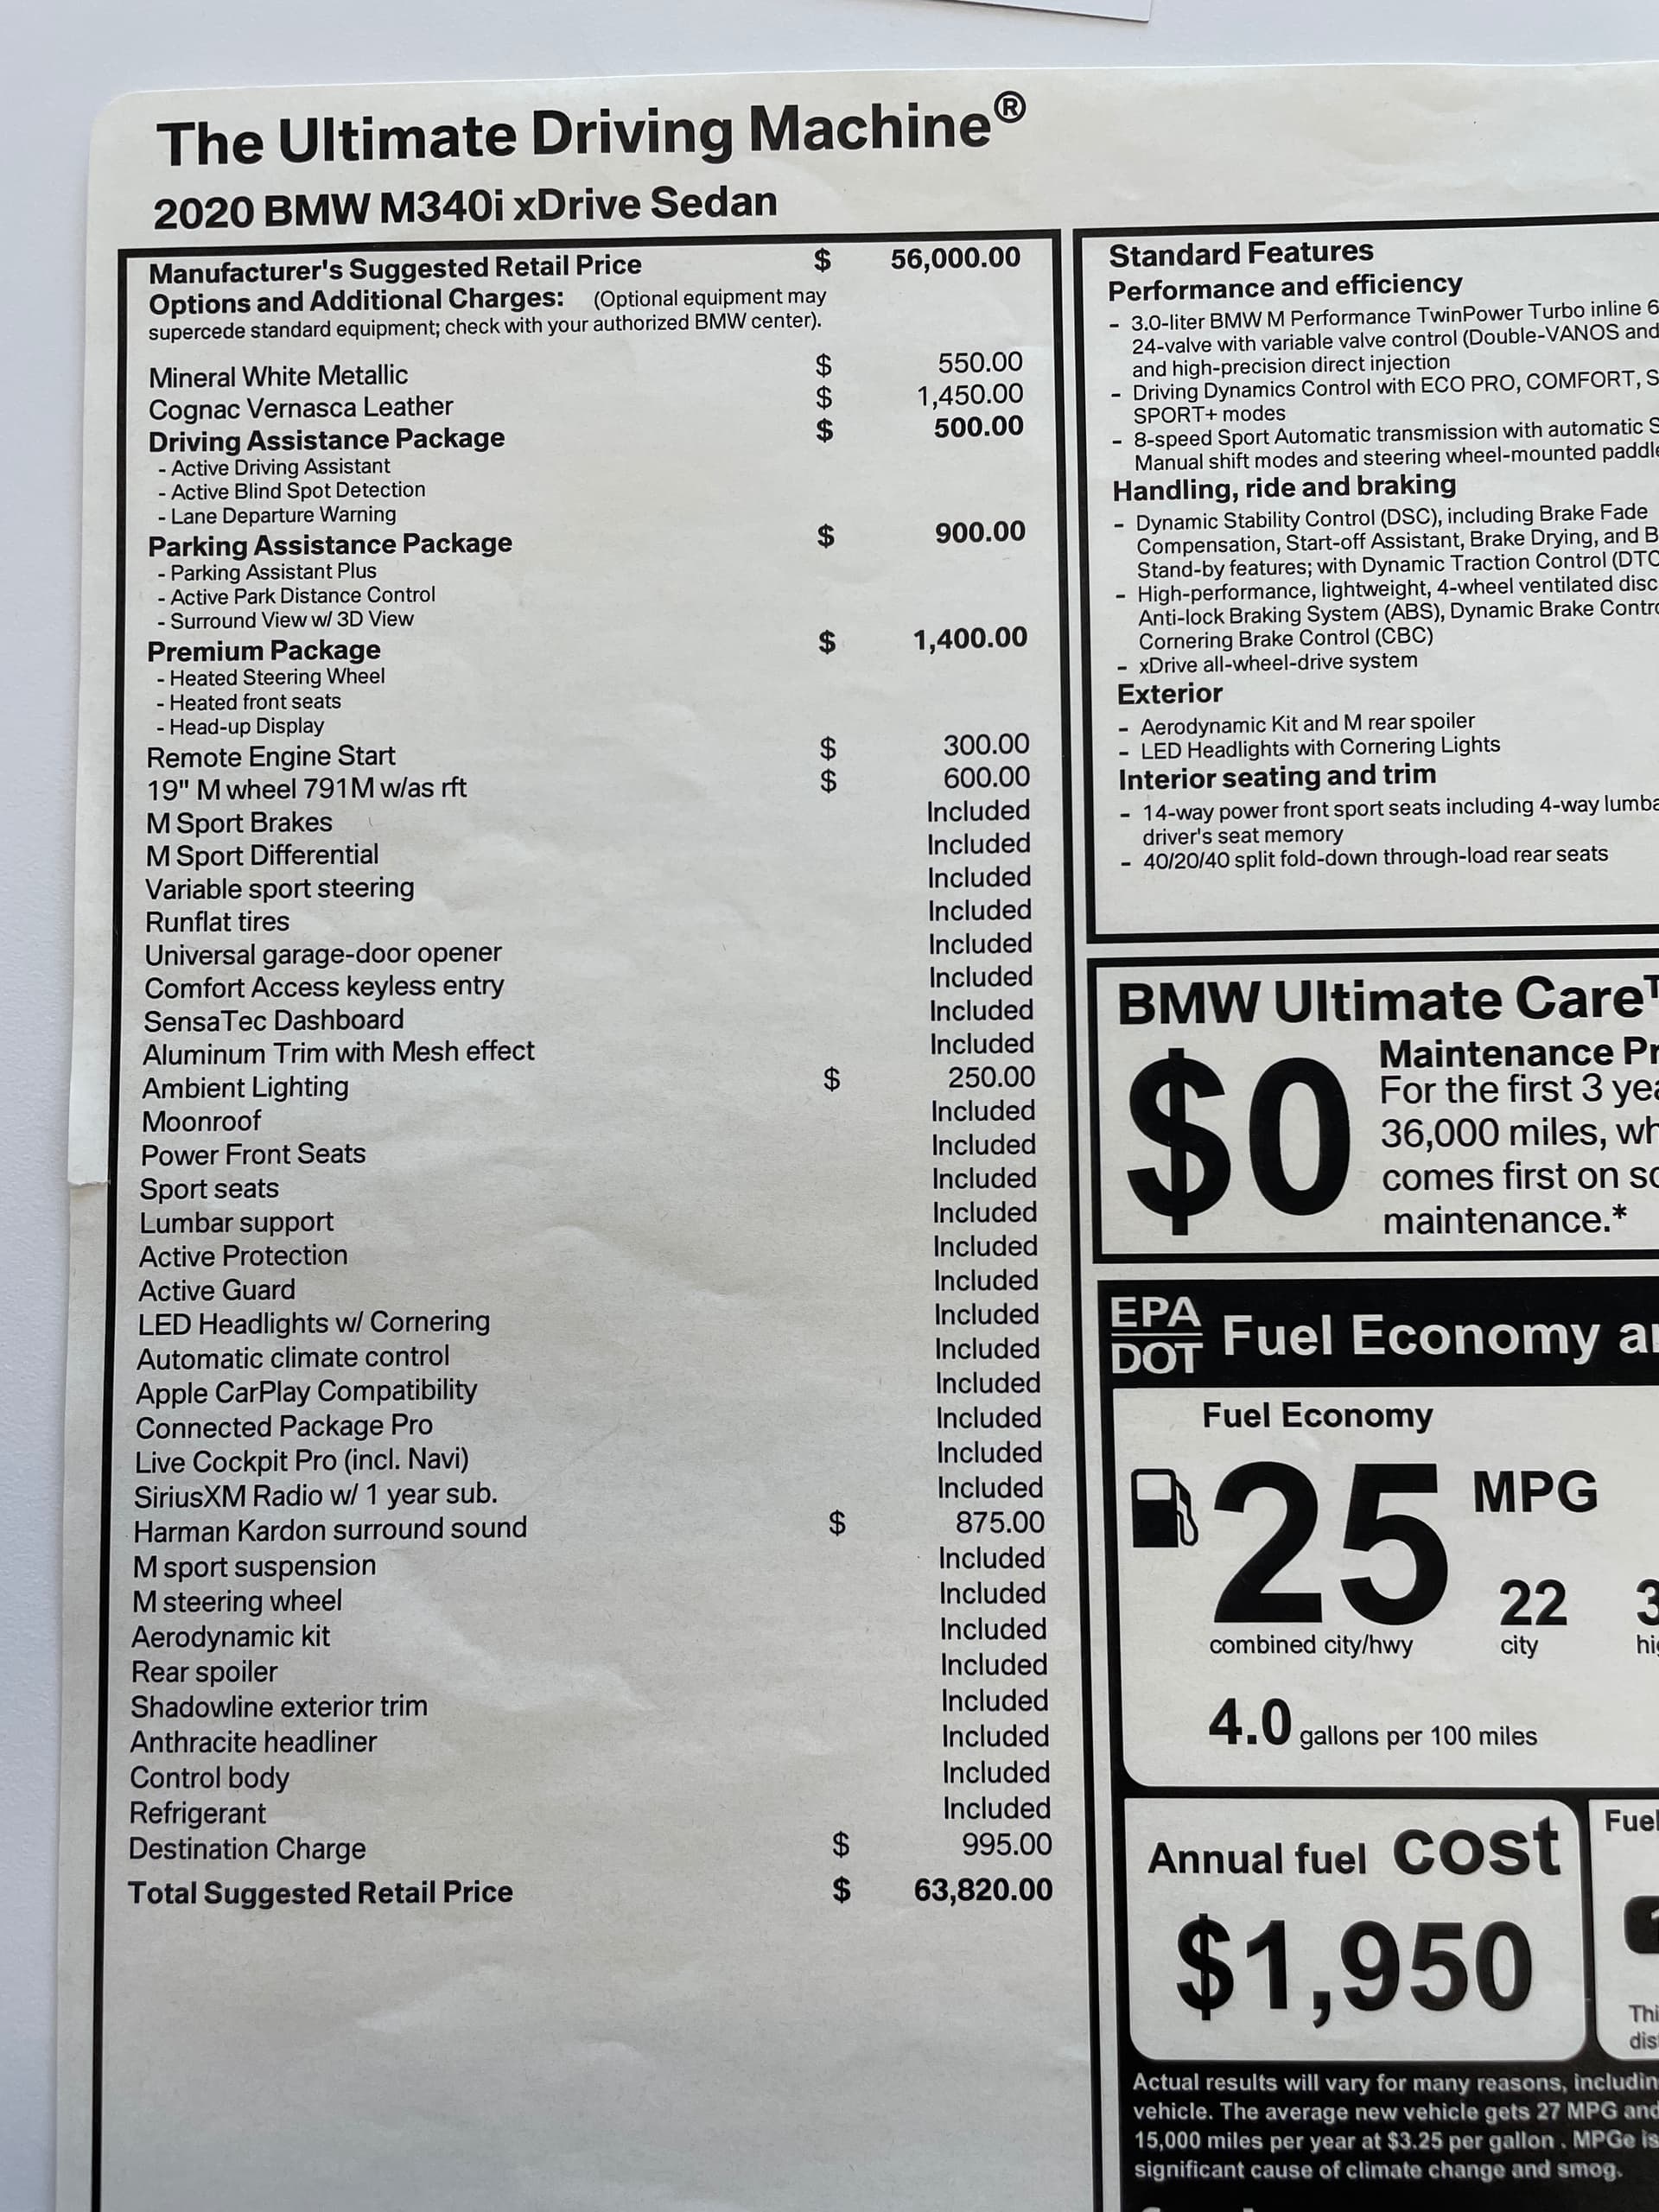 The Ultimate Driving Machine®
2020 BMW M340i xDrive Sedan
Manufacturer's Suggested Retail Price $ 56,000.00
Options and Additional Charges: (Optional equipment may
supercede standard equipment; check with your authorized BMW center).
Mineral White Metallic $ 550.00
Cognac Vernasca Leather $ 1,450.00
Driving Assistance Package $ 500.00
- Active Driving Assistant
- Active Blind Spot Detection
- Lane Departure Warning
Parking Assistance Package $ 900.00
- Parking Assistant Plus
- Active Park Distance Control
- Surround View w/ 3D View
Premium Package $ 1,400.00
- Heated Steering Wheel
- Heated front seats
- Head-up Display
Remote Engine Start $ 300.00
19" M wheel 791M w/as rft $ 600.00
M Sport Brakes Included
M Sport Differential Included
Variable sport steering Included
Runflat tires Included
Universal garage-door opener Included
Comfort Access keyless entry Included
SensaTec Dashboard Included
Aluminum Trim with Mesh effect Included
Ambient Lighting $ 250.00
Moonroof Included
Power Front Seats Included
Sport seats Included
Lumbar support Included
Active Protection Included
Active Guard Included
LED Headlights w/ Cornering Included
Automatic climate control Included
Apple CarPlay Compatibility Included
Connected Package Pro Included
Live Cockpit Pro (incl. Navi) Included
SiriusXM Radio w/ 1 year sub. Included
Harman Kardon surround sound $ 875.00
M sport suspension Included
M steering wheel Included
Aerodynamic kit Included
Rear spoiler Included
Shadowline exterior trim Included
Anthracite headliner Included
Control body Included
Refrigerant Included
Destination Charge $ 995.00
Total Suggested Retail Price $ 63,820.00
Standard Features
Performance and efficiency
- 3.0-liter BMW M Performance TwinPower Turbo inline 6
24-valve with variable valve control (Double-VANOS and
and high-precision direct injection
- Driving Dynamics Control with ECO PRO, COMFORT, S
SPORT+ modes
- 8-speed Sport Automatic transmission with automatic S
Manual shift modes and steering wheel-mounted
Handling, ride and braking
- Dynamic Stability Control (DSC), including Brake Fade
Compensation, Start-off Assistant, Brake Drying, and B
Stand-by features; with Dynamic Traction Control (DTC
- High-performance, lightweight, 4-wheel ventilated disc
Anti-lock Braking System (ABS), Dynamic Brake
Cornering Brake Control (CBC)
- xDrive all-wheel-drive system
Exterior
- Aerodynamic Kit and M rear spoiler
- LED Headlights with Cornering Lights
Interior seating and trim
- 14-way power front sport seats including 4-way
driver's seat memory
- 40/20/40 split fold-down through-load rear seats
BMW Ultimate Care
$0
Maintenance
For the first 3
36,000 miles,
comes first on
maintenance.*
EPA
DOT
Fuel Economy
Fuel Economy
25 MPG
22
combined city/hwy city
4.0 gallons per 100 miles
Annual fuel cost
$1,950
Fuel
Actual results will vary for many reasons,
vehicle. The average new vehicle gets 27 MPG and
15,000 miles per year at $3.25 per gallon . MPGe is
significant cause of climate change and smog.